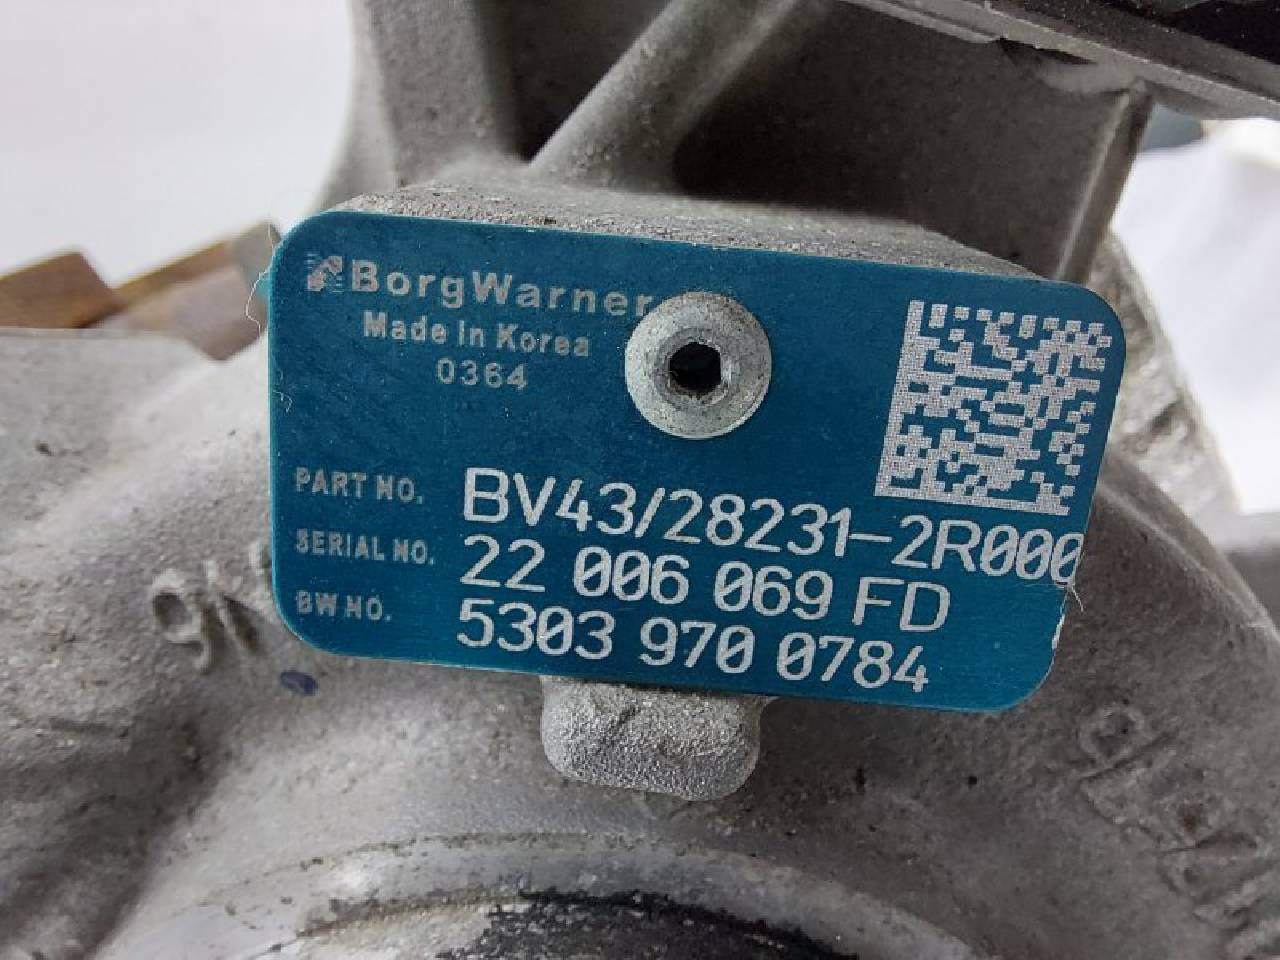 BorgWarner
Made in Korea
0364
PART NO. BV43/28231-2R000
SERIAL NO. 22 006 069 FD
BW NO. 5303 970 0784